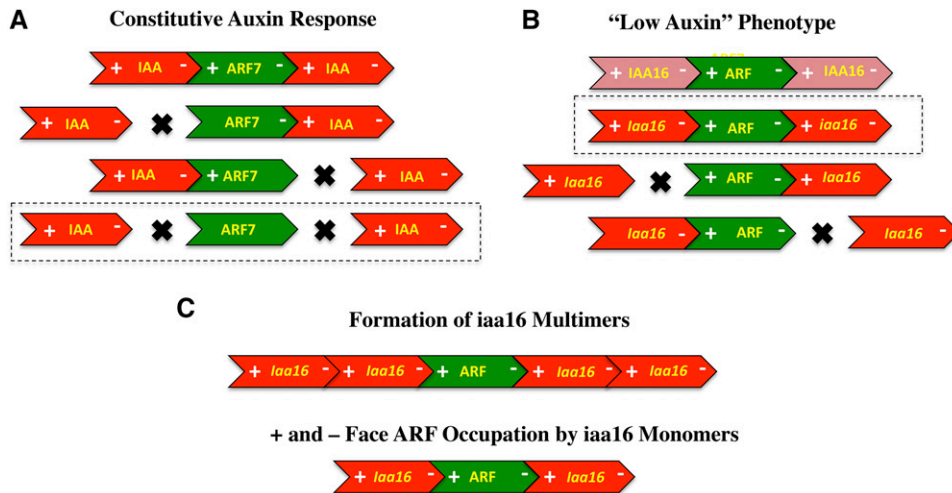 A
Constitutive Auxin Response
+ IAA - + ARF7 - + IAA -
+ IAA - ✖ ARF7 - + IAA -
+ IAA - + ARF7 ✖ + IAA -
+ IAA - ✖ ARF7 ✖ + IAA -
B
“Low Auxin” Phenotype
+ IAA16 - + ARF - + IAA16 -
+ Iaa16 - + ARF - + iaa16 -
+ Iaa16 - ✖ + ARF - + Iaa16 -
Iaa16 - + ARF - ✖ Iaa16 -
C
Formation of iaa16 Multimers
+ Iaa16 - + Iaa16 - + ARF - + Iaa16 - + Iaa16 -
+ and – Face ARF Occupation by iaa16 Monomers
+ Iaa16 - + ARF - + Iaa16 -